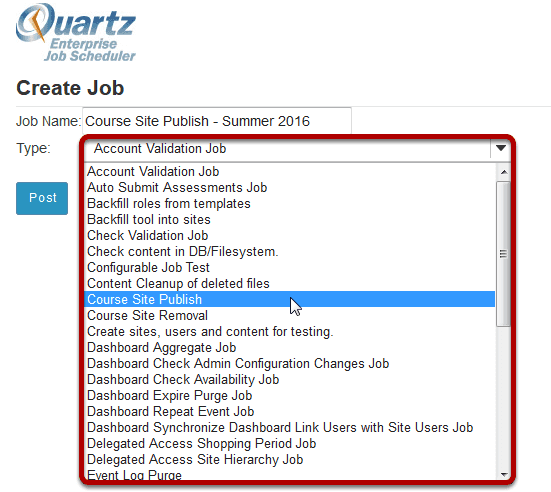 Quartz
Enterprise
Job Scheduler
Create Job
Job Name: Course Site Publish - Summer 2016
Type: Account Validation Job
Account Validation Job
Auto Submit Assessments Job
Backfill roles from templates
Backfill tool into sites
Check Validation Job
Check content in DB/Filesystem.
Configurable Job Test
Content Cleanup of deleted files
Course Site Publish
Course Site Removal
Create sites, users and content for testing.
Dashboard Aggregate Job
Dashboard Check Admin Configuration Changes Job
Dashboard Check Availability Job
Dashboard Expire Purge Job
Dashboard Repeat Event Job
Dashboard Synchronize Dashboard Link Users with Site Users Job
Delegated Access Shopping Period Job
Delegated Access Site Hierarchy Job
Event Log Purge
Post